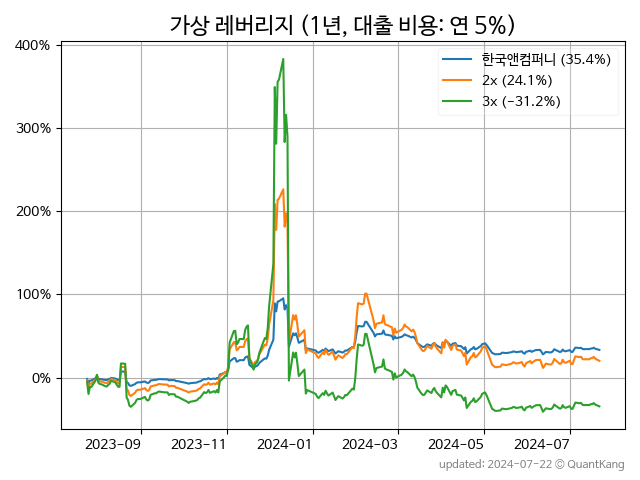 가상 레버리지 (1년, 대출 비용: 연 5%)
400%
300%
200%
100%
0%
한국앤컴퍼니 (35.4%)
2x (24.1%)
3x (−31.2%)
2023-09
2023-11
2024-01
2024-03
2024-05
2024-07
updated: 2024-07-22 © QuantKang